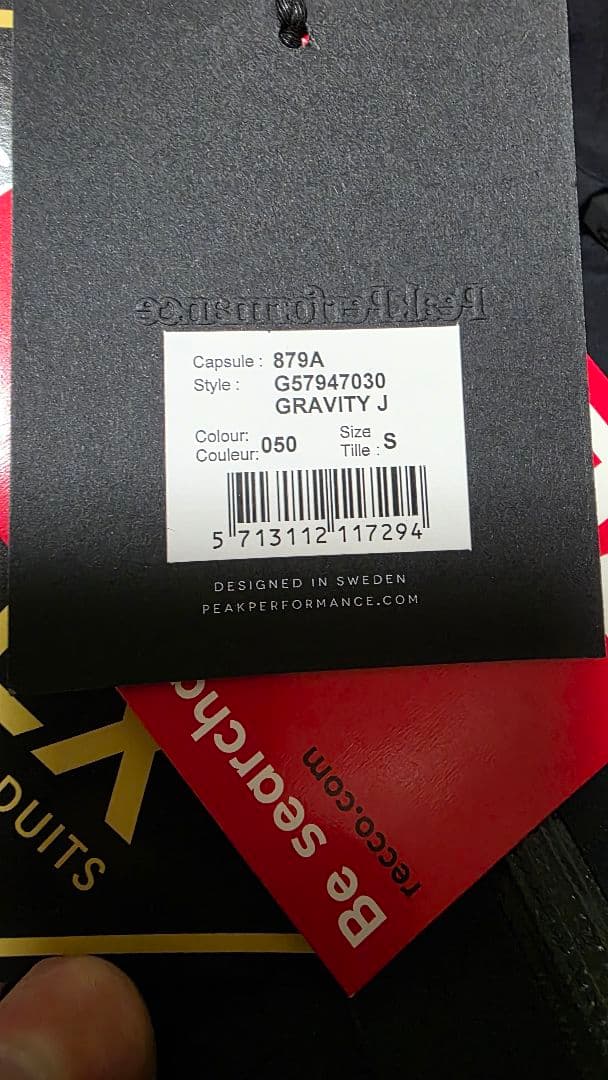 PeakPerformance
Capsule : 879A
Style : G57947030
GRAVITY J
Colour: 050
Couleur:
Size
Tille : S
5 713112 117294
DESIGNED IN SWEDEN
PEAKPERFORMANCE.COM
Be searcha
recco.com
DUITS